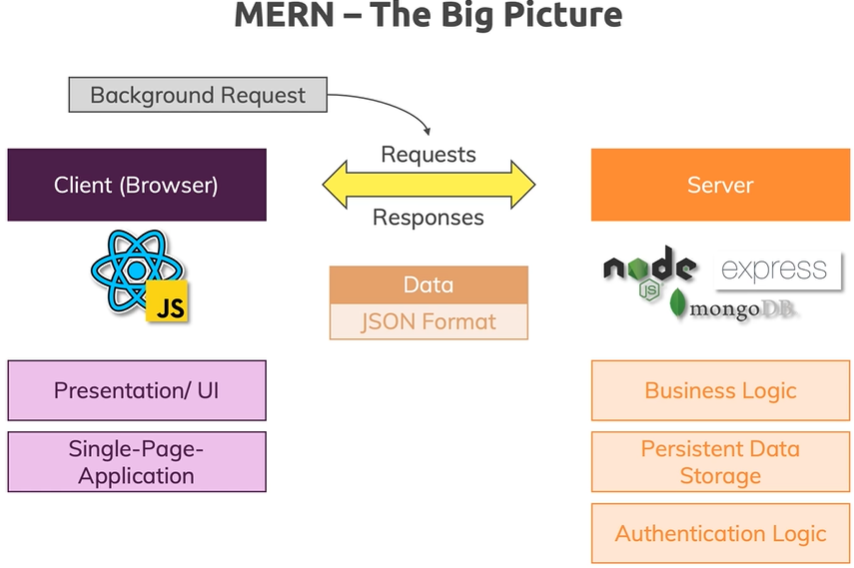 MERN – The Big Picture
Background Request
Requests
Client (Browser)
Server
Responses
JS
node
JS
express
mongoDB
Data
JSON Format
Presentation/ UI
Business Logic
Single-Page-
Application
Persistent Data
Storage
Authentication Logic